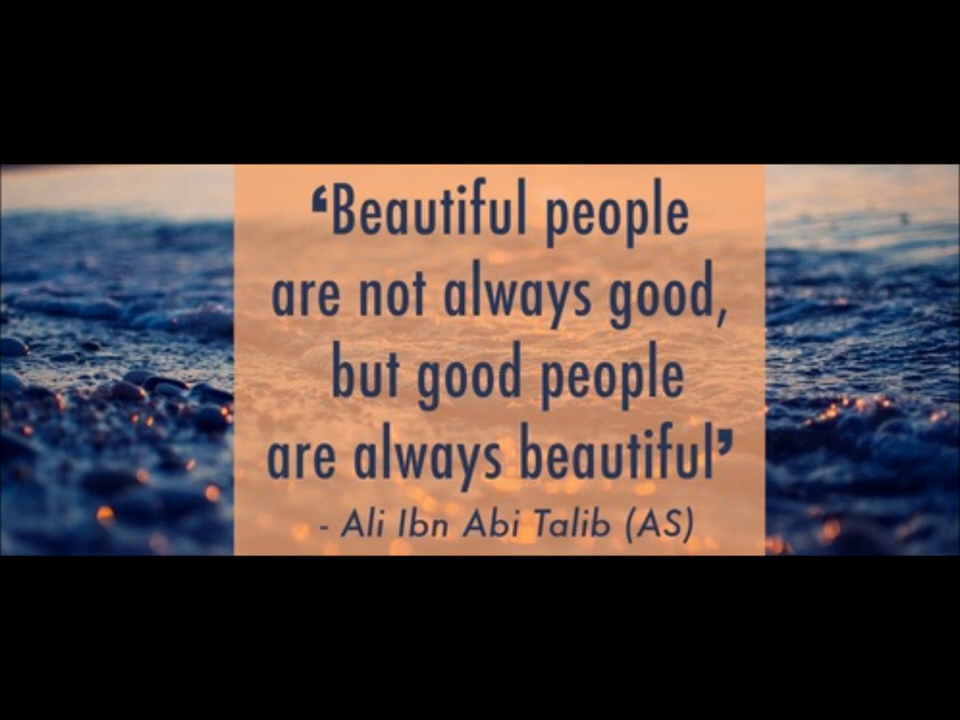 ‘Beautiful people
are not always good,
but good people
are always beautiful’
- Ali Ibn Abi Talib (AS)